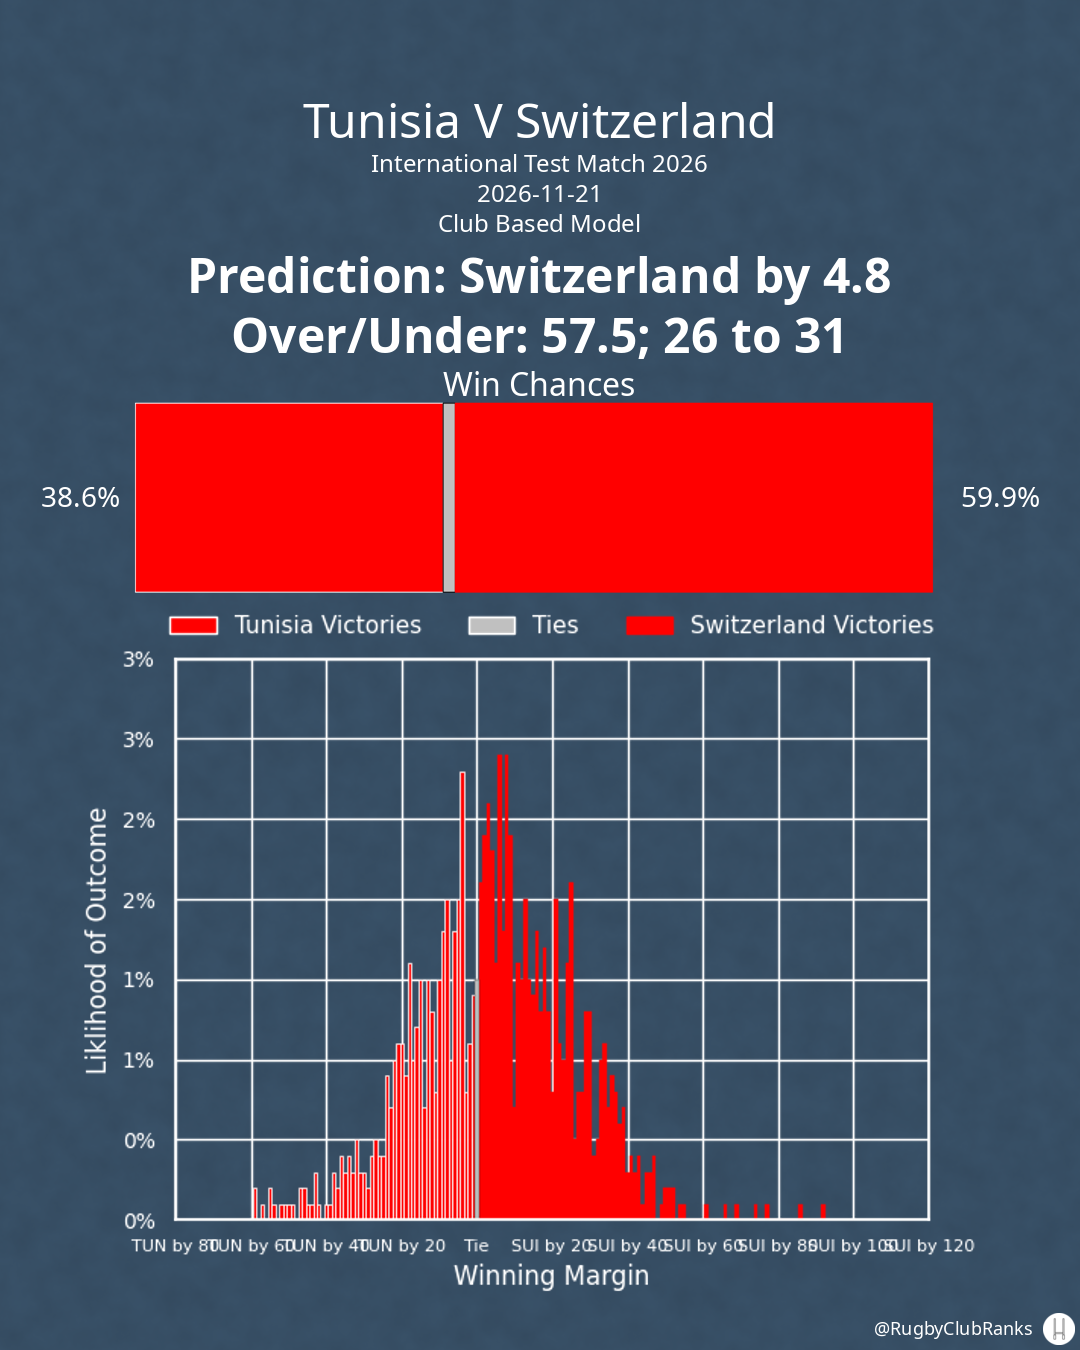 Tunisia V Switzerland
International Test Match 2026
2026-11-21
Club Based Model
Prediction: Switzerland by 4.8
Over/Under: 57.5; 26 to 31
Win Chances
38.6%
59.9%
Tunisia Victories
Ties
Switzerland Victories
3%
3%
2%
2%
1%
1%
0%
0%
Liklihood of Outcome
TUN by 80 TUN by 60 TUN by 40 TUN by 20 Tie SUI by 20 SUI by 40 SUI by 60 SUI by 80 SUI by 100 SUI by 120
Winning Margin
@RugbyClubRanks